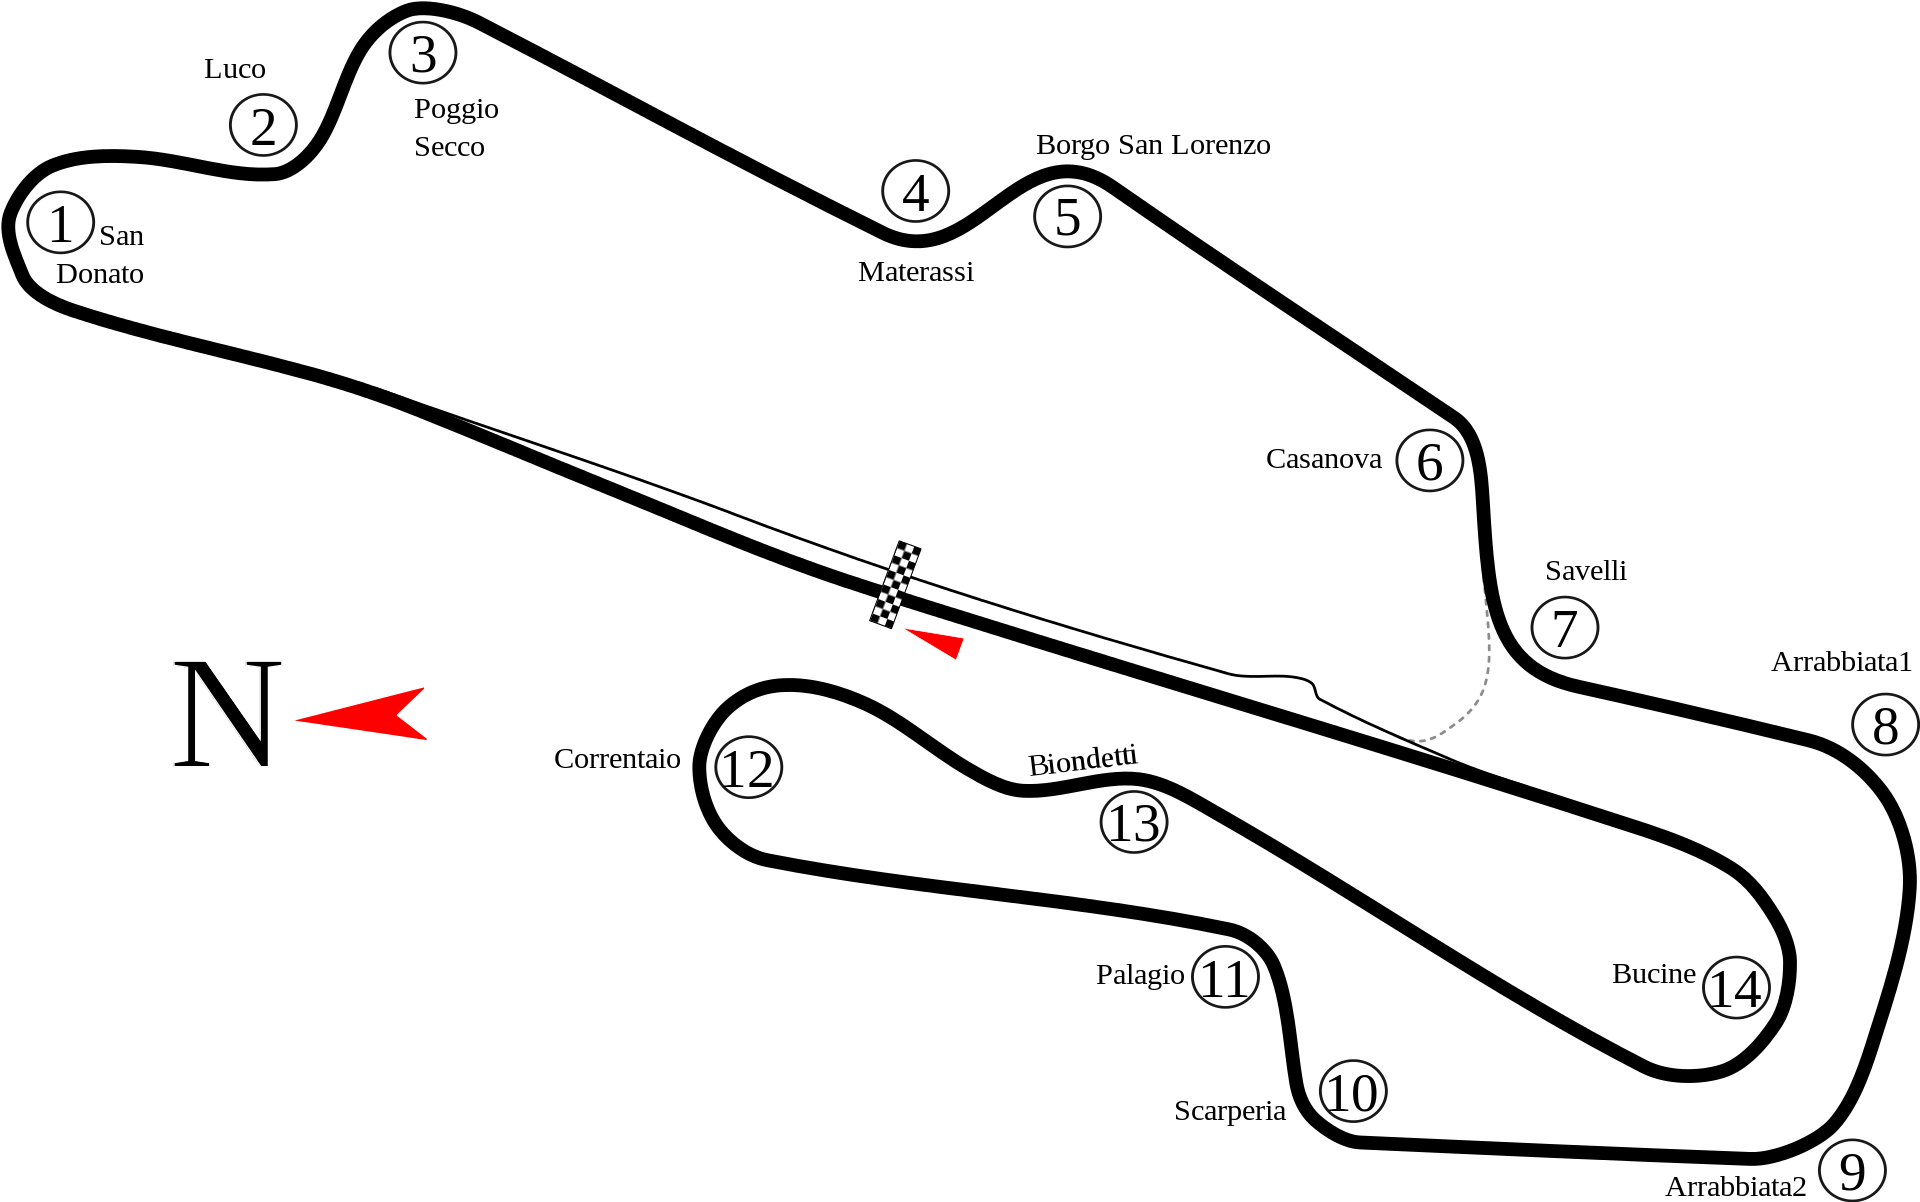 Luco
2
3
Poggio
Secco
1
San
Donato
4
Materassi
Borgo San Lorenzo
5
Casanova
6
Savelli
7
Arrabbiata1
8
N
Correntaio
12
Biondetti
13
Palagio
11
Bucine
14
Scarperia
10
Arrabbiata2
9